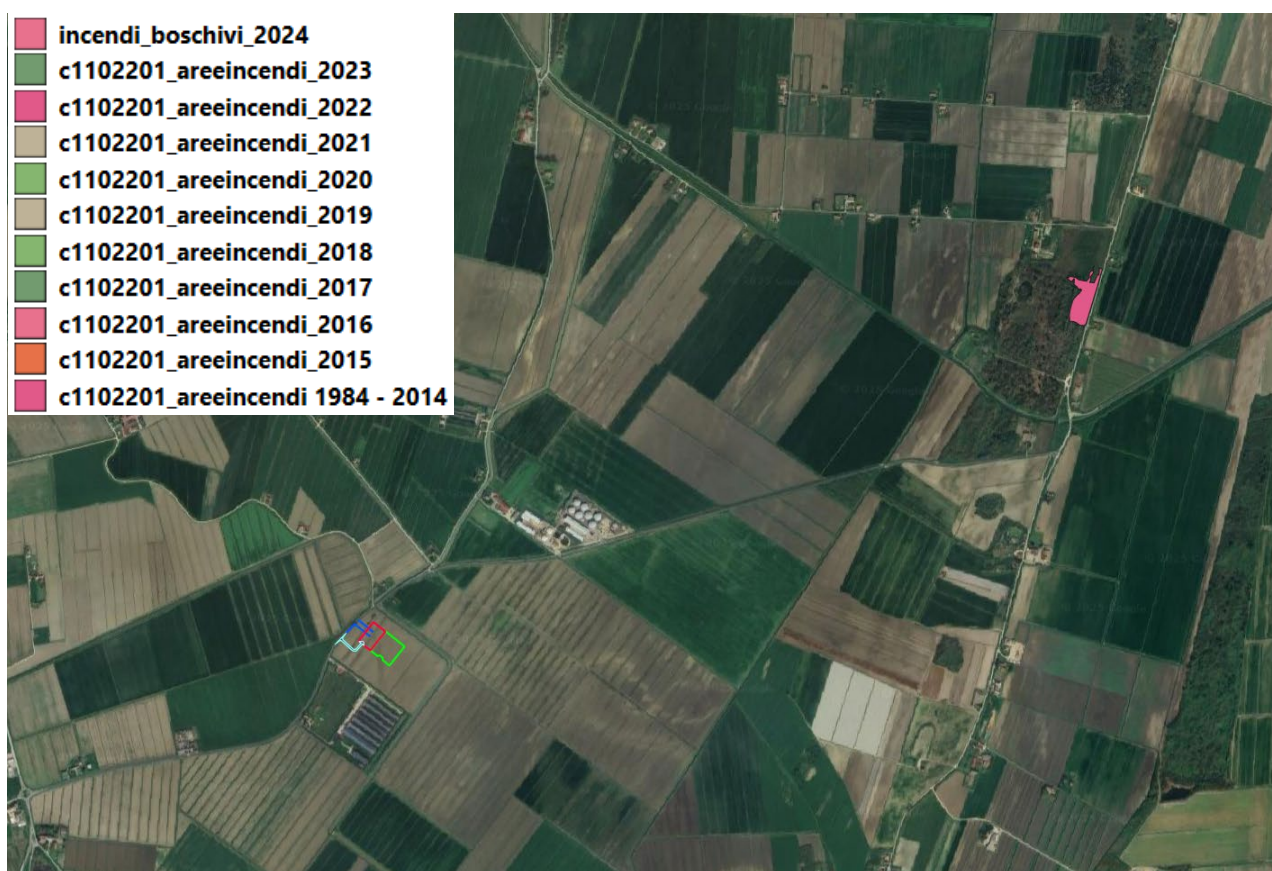 incendi_boschivi_2024
c1102201_areeincendi_2023
c1102201_areeincendi_2022
c1102201_areeincendi_2021
c1102201_areeincendi_2020
c1102201_areeincendi_2019
c1102201_areeincendi_2018
c1102201_areeincendi_2017
c1102201_areeincendi_2016
c1102201_areeincendi_2015
c1102201_areeincendi 1984 - 2014